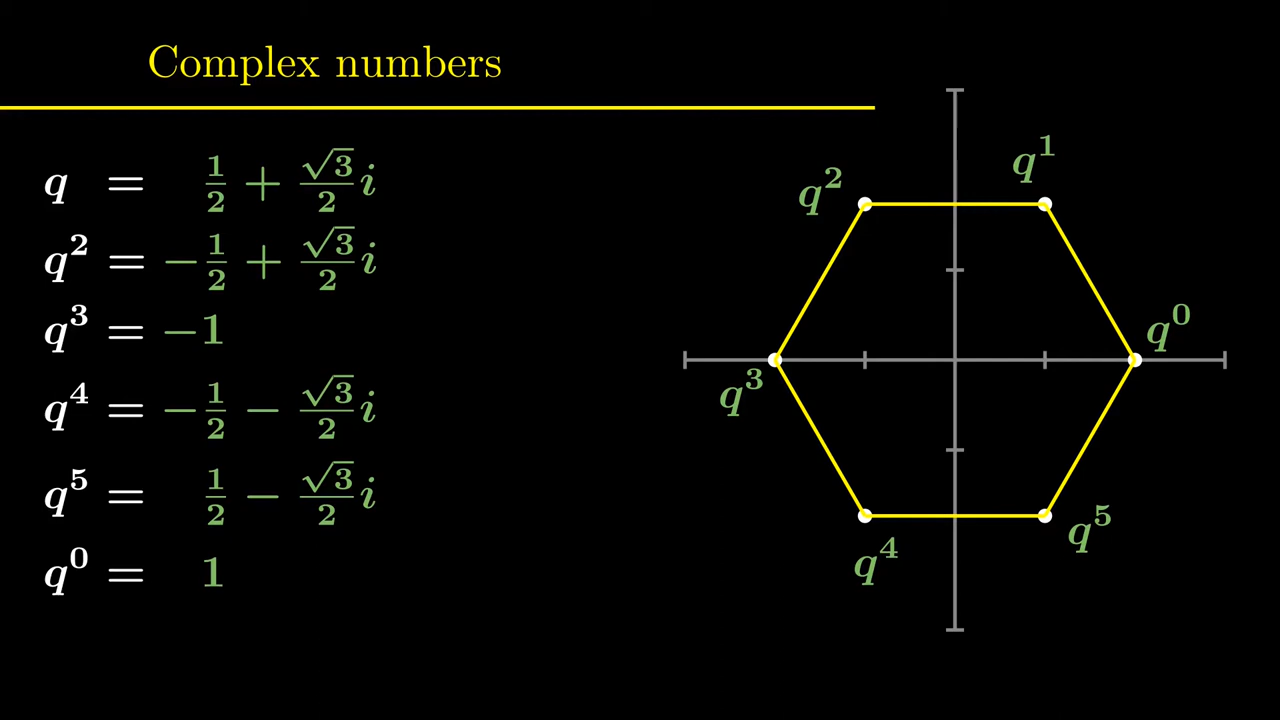 Complex numbers
q = 1/2 + √3/2 i
q² = −1/2 + √3/2 i
q³ = −1
q⁴ = −1/2 − √3/2 i
q⁵ = 1/2 − √3/2 i
q⁰ = 1
q¹
q²
q⁰
q³
q⁵
q⁴